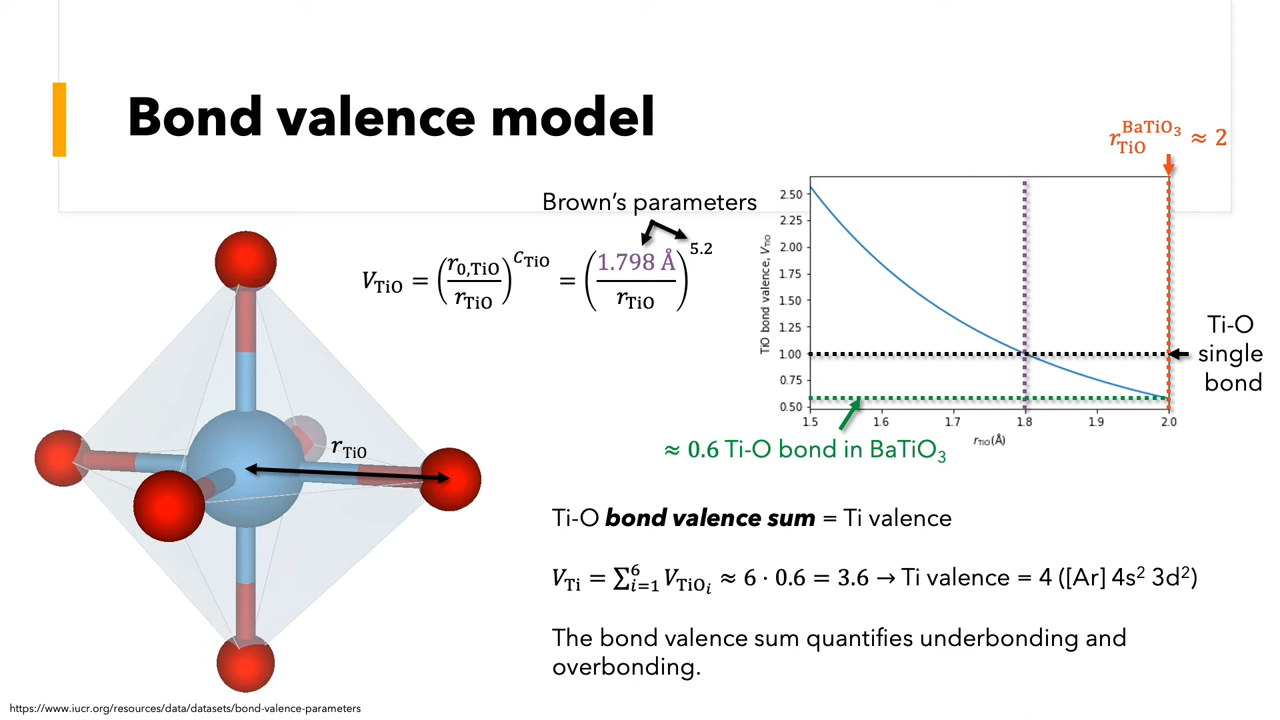 Bond valence model
r_TiO^BaTiO₃ ≈ 2
Brown’s parameters
V_TiO = (r_0,TiO / r_TiO)^C_TiO = (1.798 Å / r_TiO)^5.2
TiO bond valence, V_TiO
2.50
2.25
2.00
1.75
1.50
1.25
1.00
0.75
0.50
1.5 1.6 1.7 1.8 1.9 2.0
r_TiO(Å)
Ti-O
single
bond
≈ 0.6 Ti-O bond in BaTiO₃
r_TiO
Ti-O bond valence sum = Ti valence
V_Ti = ∑_{i=1}^{6} V_TiO_i ≈ 6 · 0.6 = 3.6 → Ti valence = 4 ([Ar] 4s² 3d²)
The bond valence sum quantifies underbonding and
overbonding.
https://www.iucr.org/resources/data/datasets/bond-valence-parameters